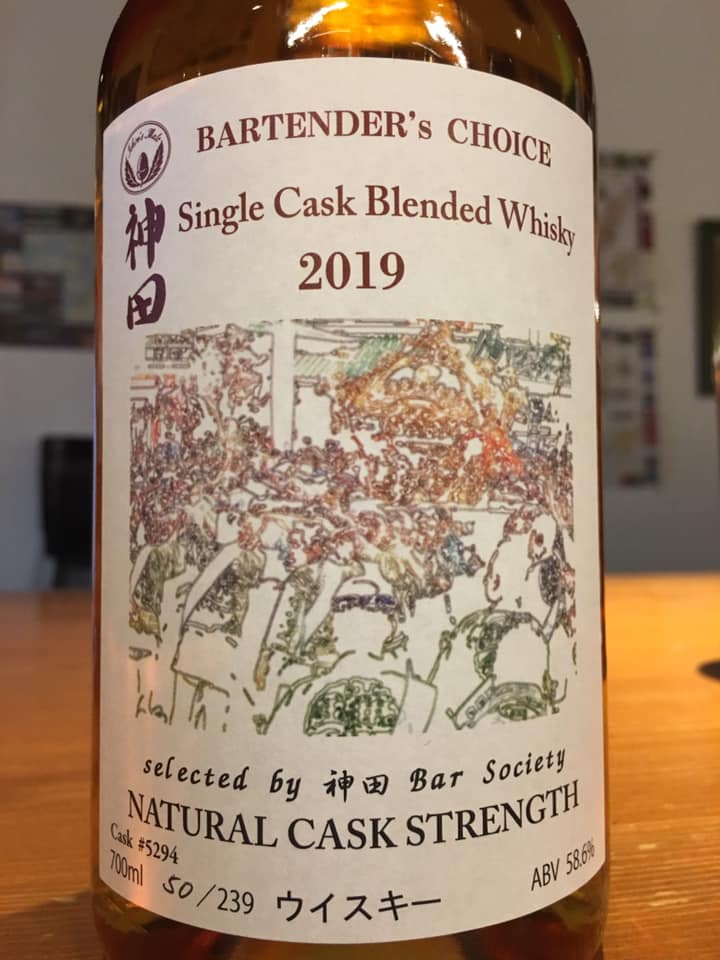 BARTENDER's CHOICE
神田
Single Cask Blended Whisky
2019
selected by 神田 Bar Society
NATURAL CASK STRENGTH
Cask #5294
700ml
50/239
ウイスキー
ABV 58.6%